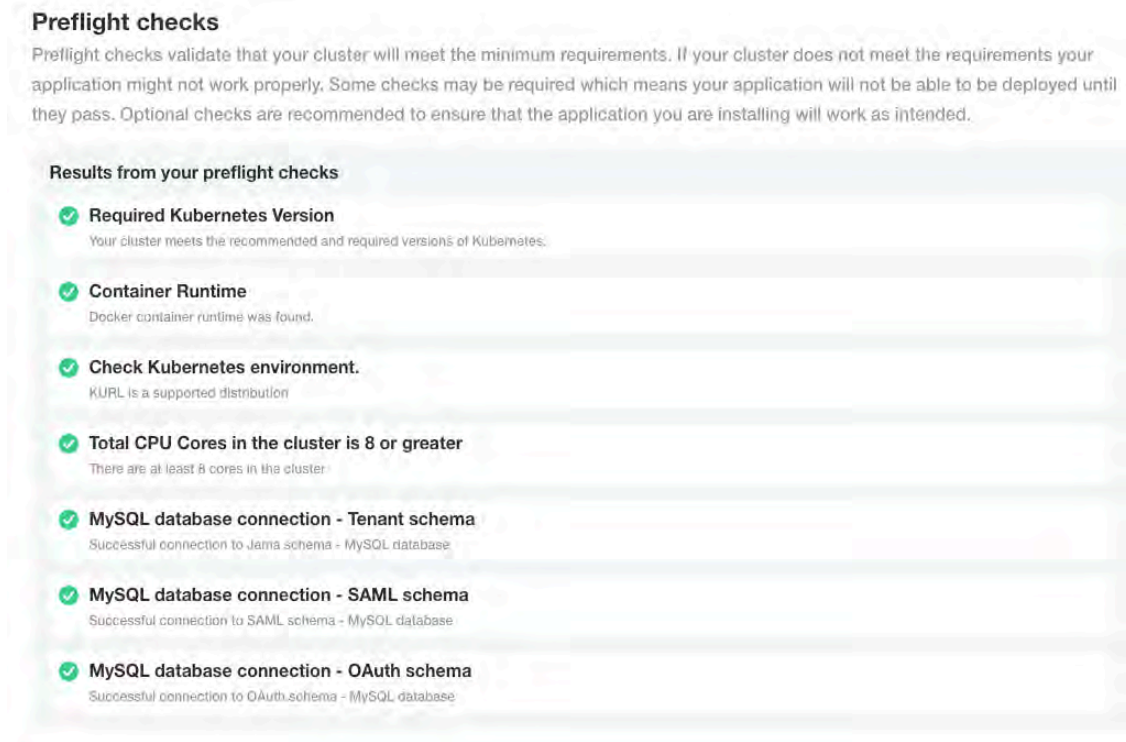 Preflight checks
Preflight checks validate that your cluster will meet the minimum requirements. If your cluster does not meet the requirements your
application might not work properly. Some checks may be required which means your application will not be able to be deployed until
they pass. Optional checks are recommended to ensure that the application you are installing will work as intended.
Results from your preflight checks
Required Kubernetes Version
Your cluster meets the recommended and required versions of Kubernetes.
Container Runtime
Docker container runtime was found.
Check Kubernetes environment.
KURL is a supported distribution
Total CPU Cores in the cluster is 8 or greater
There are at least 8 cores in the cluster
MySQL database connection - Tenant schema
Successful connection to Jama schema - MySQL database
MySQL database connection - SAML schema
Successful connection to SAML schema - MySQL database
MySQL database connection - OAuth schema
Successful connection to OAuth schema - MySQL database